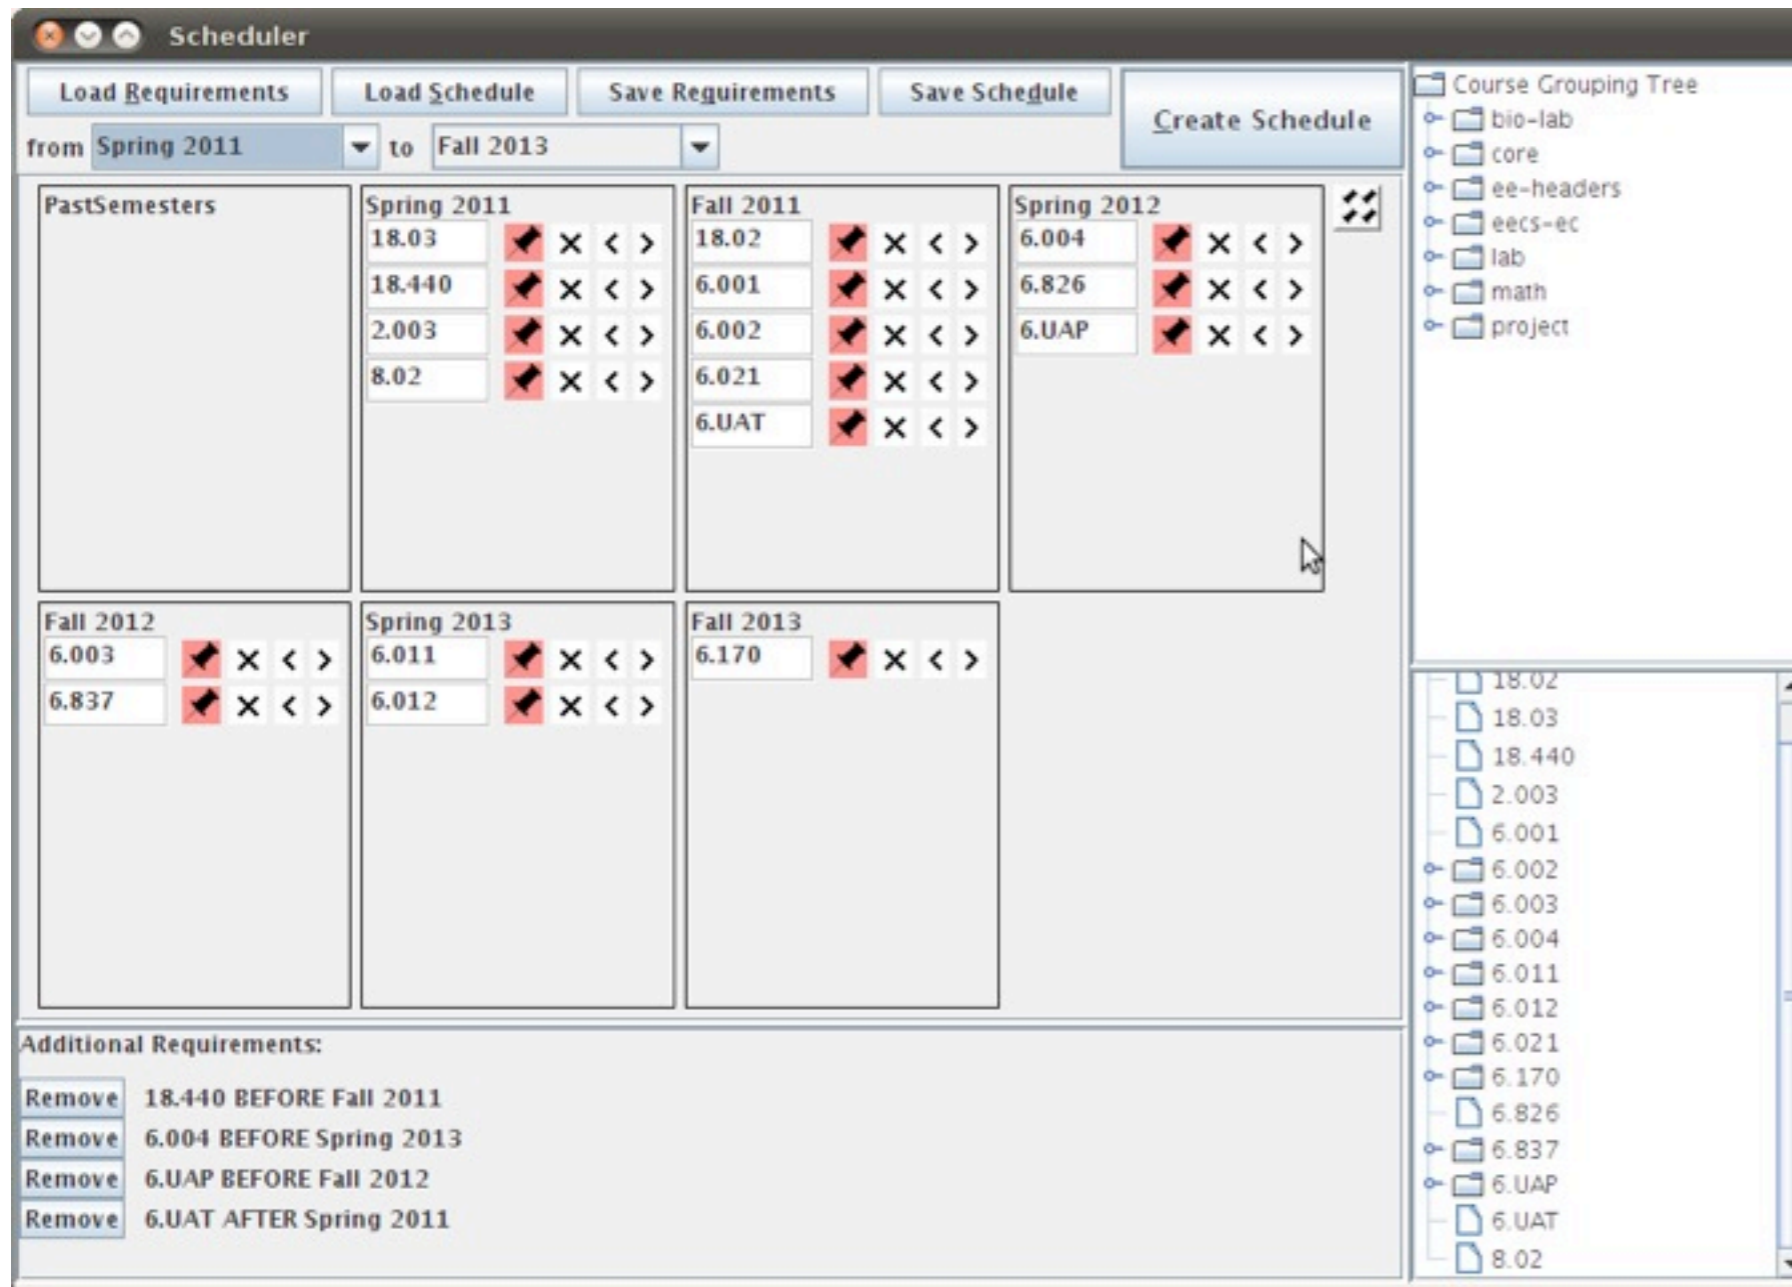 Scheduler
Load Requirements
Load Schedule
Save Requirements
Save Schedule
Create Schedule
from Spring 2011 to Fall 2013
PastSemesters
Spring 2011
18.03
18.440
2.003
8.02
Fall 2011
18.02
6.001
6.002
6.021
6.UAT
Spring 2012
6.004
6.826
6.UAP
Fall 2012
6.003
6.837
Spring 2013
6.011
6.012
Fall 2013
6.170
Additional Requirements:
Remove 18.440 BEFORE Fall 2011
Remove 6.004 BEFORE Spring 2013
Remove 6.UAP BEFORE Fall 2012
Remove 6.UAT AFTER Spring 2011
Course Grouping Tree
bio-lab
core
ee-headers
eecs-ec
lab
math
project
18.02
18.03
18.440
2.003
6.001
6.002
6.003
6.004
6.011
6.012
6.021
6.170
6.826
6.837
6.UAP
6.UAT
8.02